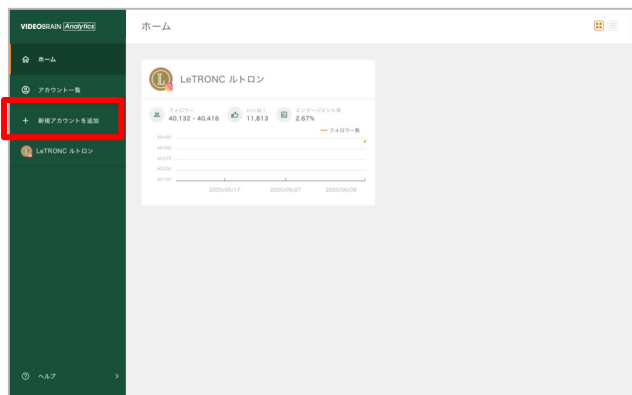 VIDEOBRAIN Analytics
ホーム
アカウント一覧
+ 新規アカウントを追加
LeTRONC ルトロン
ヘルプ
ホーム
LeTRONC ルトロン
フォロワー
40,132 - 40,416
いいね!
11,813
エンゲージメント率
2.67%
フォロワー数
2020/05/17
2020/05/27
2020/06/09